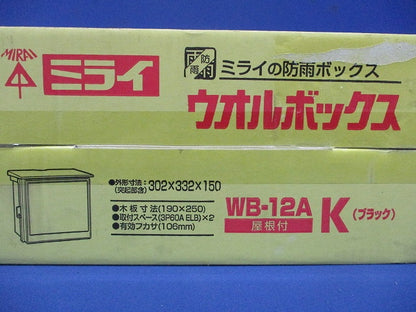 MIRAI
ミライ
防雨
ミライの防雨ボックス
ウオルボックス
●外形寸法:302×332×150
(突起部含)
●木板寸法(190×250)
●取付スペース(3P60A ELB)×2
●有効フカサ(106mm)
WB-12A K(ブラック)
屋根付